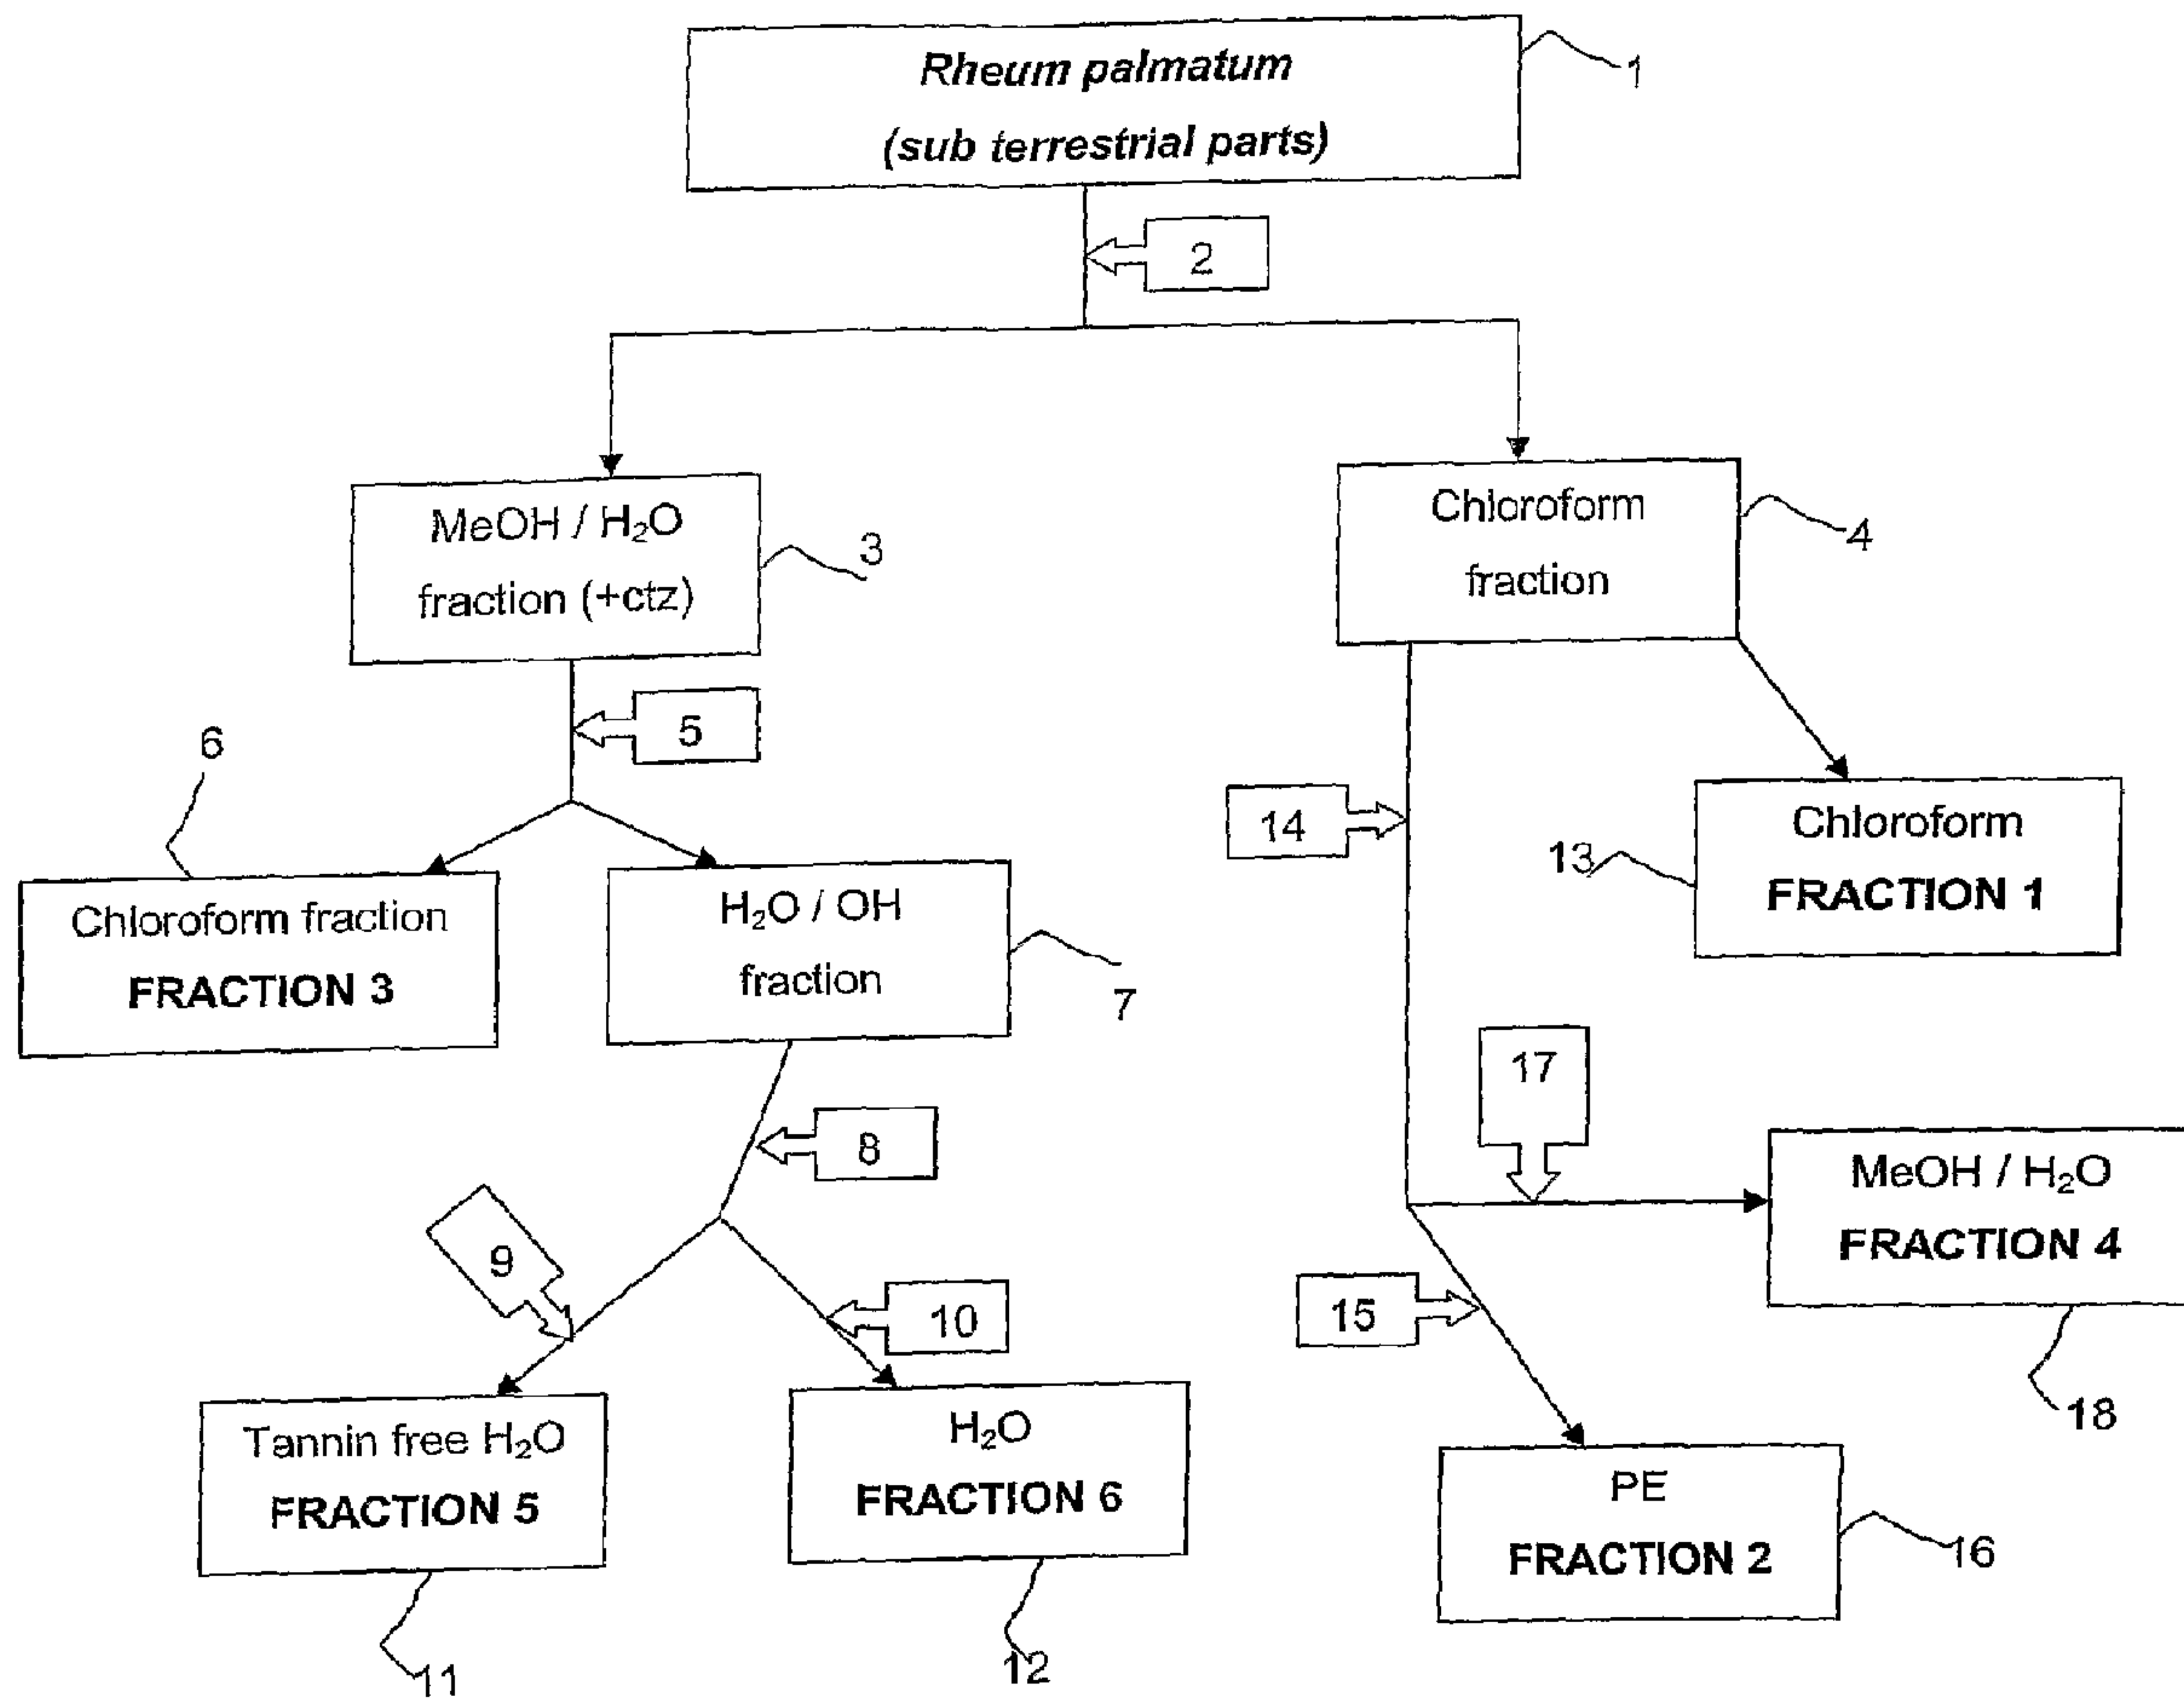 Rheum palmatum
(sub terrestrial parts)
1
2
MeOH / H₂O
fraction (+ctz)
3
Chloroform
fraction
4
5
6
Chloroform fraction
FRACTION 3
H₂O / OH
fraction
7
14
13
Chloroform
FRACTION 1
8
17
9
10
15
MeOH / H₂O
FRACTION 4
18
Tannin free H₂O
FRACTION 5
11
H₂O
FRACTION 6
12
PE
FRACTION 2
16